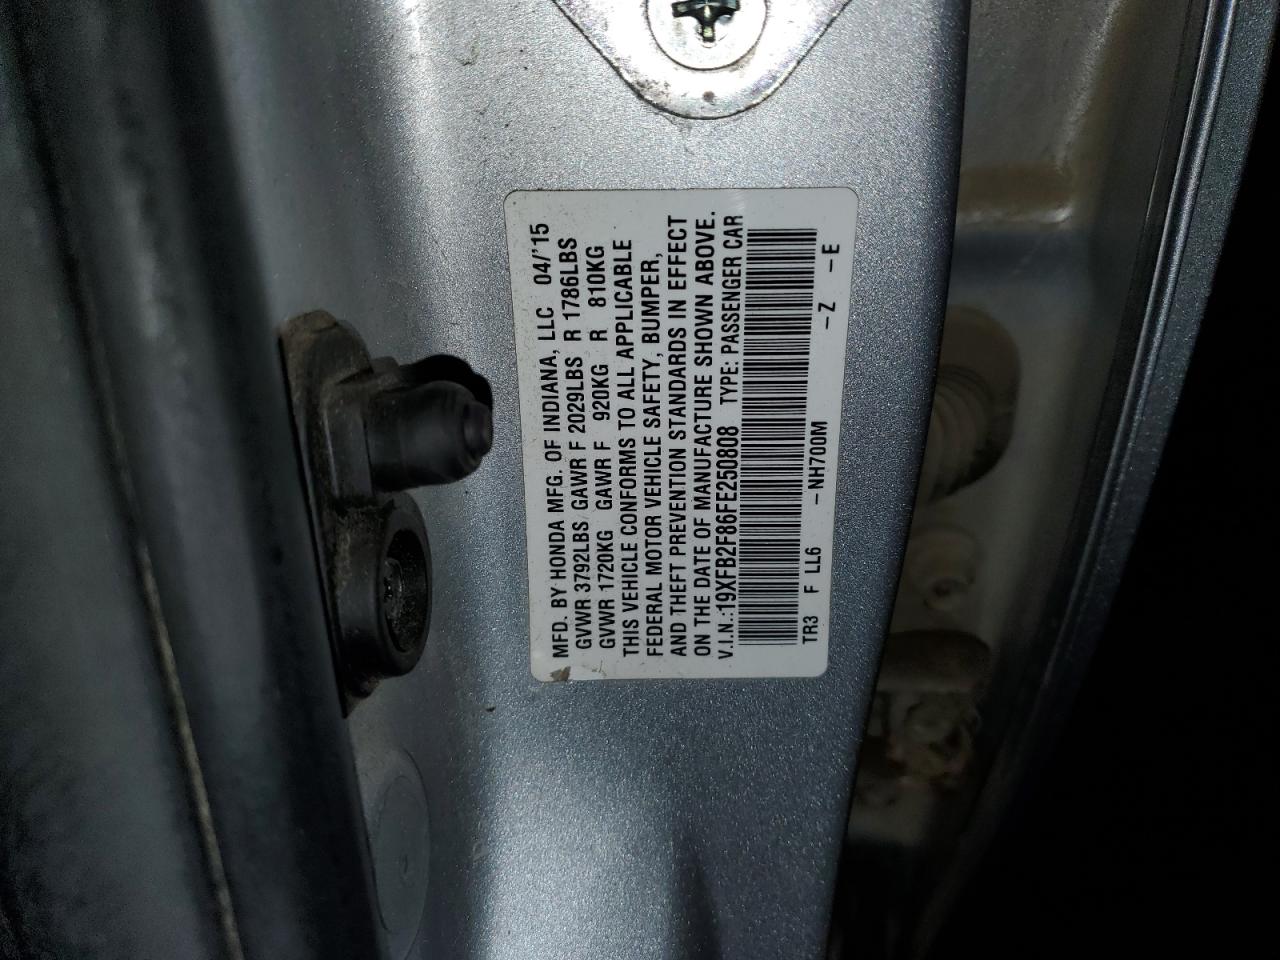 MFD. BY HONDA MFG. OF INDIANA, LLC 04/'15
GVWR 3792LBS GAWR F 2029LBS R 1786LBS
GVWR 1720KG GAWR F 920KG R 810KG
THIS VEHICLE CONFORMS TO ALL APPLICABLE
FEDERAL MOTOR VEHICLE SAFETY, BUMPER,
AND THEFT PREVENTION STANDARDS IN EFFECT
ON THE DATE OF MANUFACTURE SHOWN ABOVE.
V.I.N.:19XFB2F86FE250808 TYPE: PASSENGER CAR
TR3 F LL6 -NH700M -Z -E